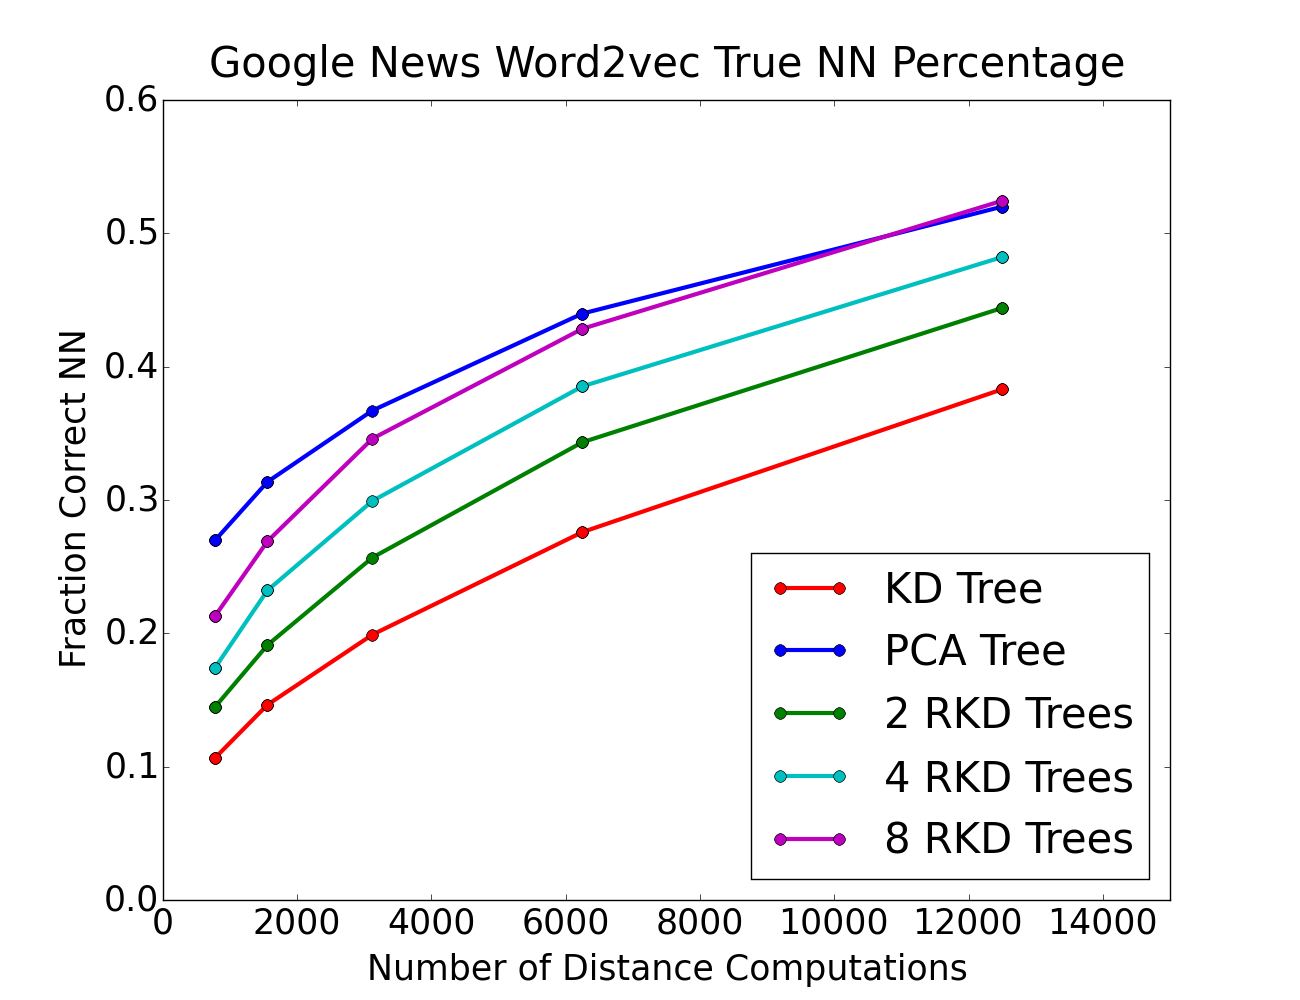 Google News Word2vec True NN Percentage
0.6
0.5
0.4
0.3
0.2
0.1
0.0
Fraction Correct NN
KD Tree
PCA Tree
2 RKD Trees
4 RKD Trees
8 RKD Trees
0 2000 4000 6000 8000 10000 12000 14000
Number of Distance Computations